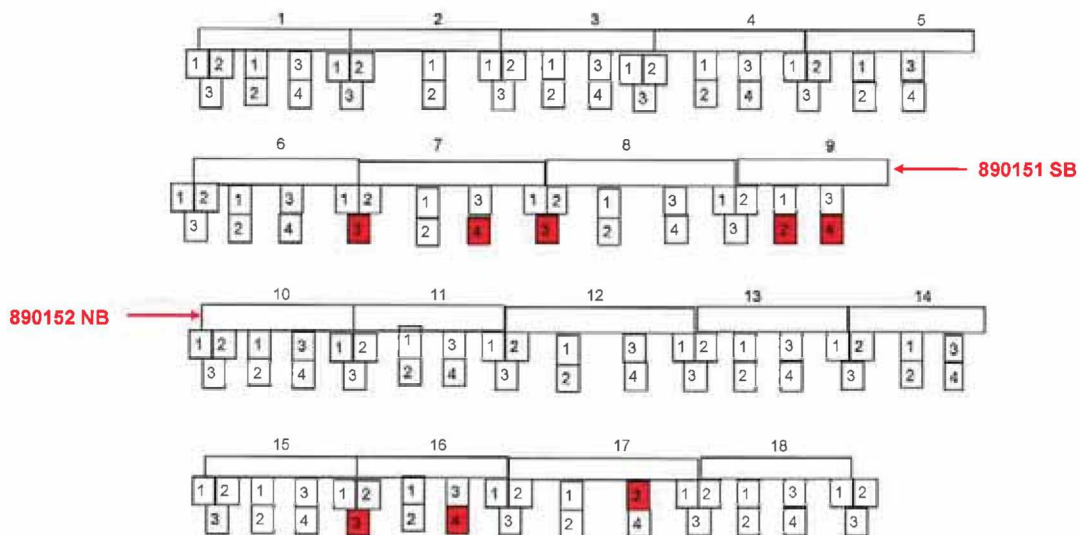 1 2 3 4 5
1 2 1 3 1 2 1 1 2 1 3 1 2 1 3 1 2 1 3
3 2 4 3 2 3 2 4 3 2 4 3 2 4
6 7 8 9
890151 SB
1 2 1 3 1 2 1 3 1 2 1 3 1 2 1 3
3 2 4 3 2 4 3 2 4 3 2 4
10 11 12 13 14
890152 NB
1 2 1 3 1 2 1 3 1 2 1 3 1 2 1 3 1 2 1 3
3 2 4 3 2 4 3 2 4 3 2 4 3 2 4
15 16 17 18
1 2 1 3 1 2 1 3 1 2 1 3 1 2 1 3 1 2
3 2 4 3 2 4 3 2 4 3 2 4 3